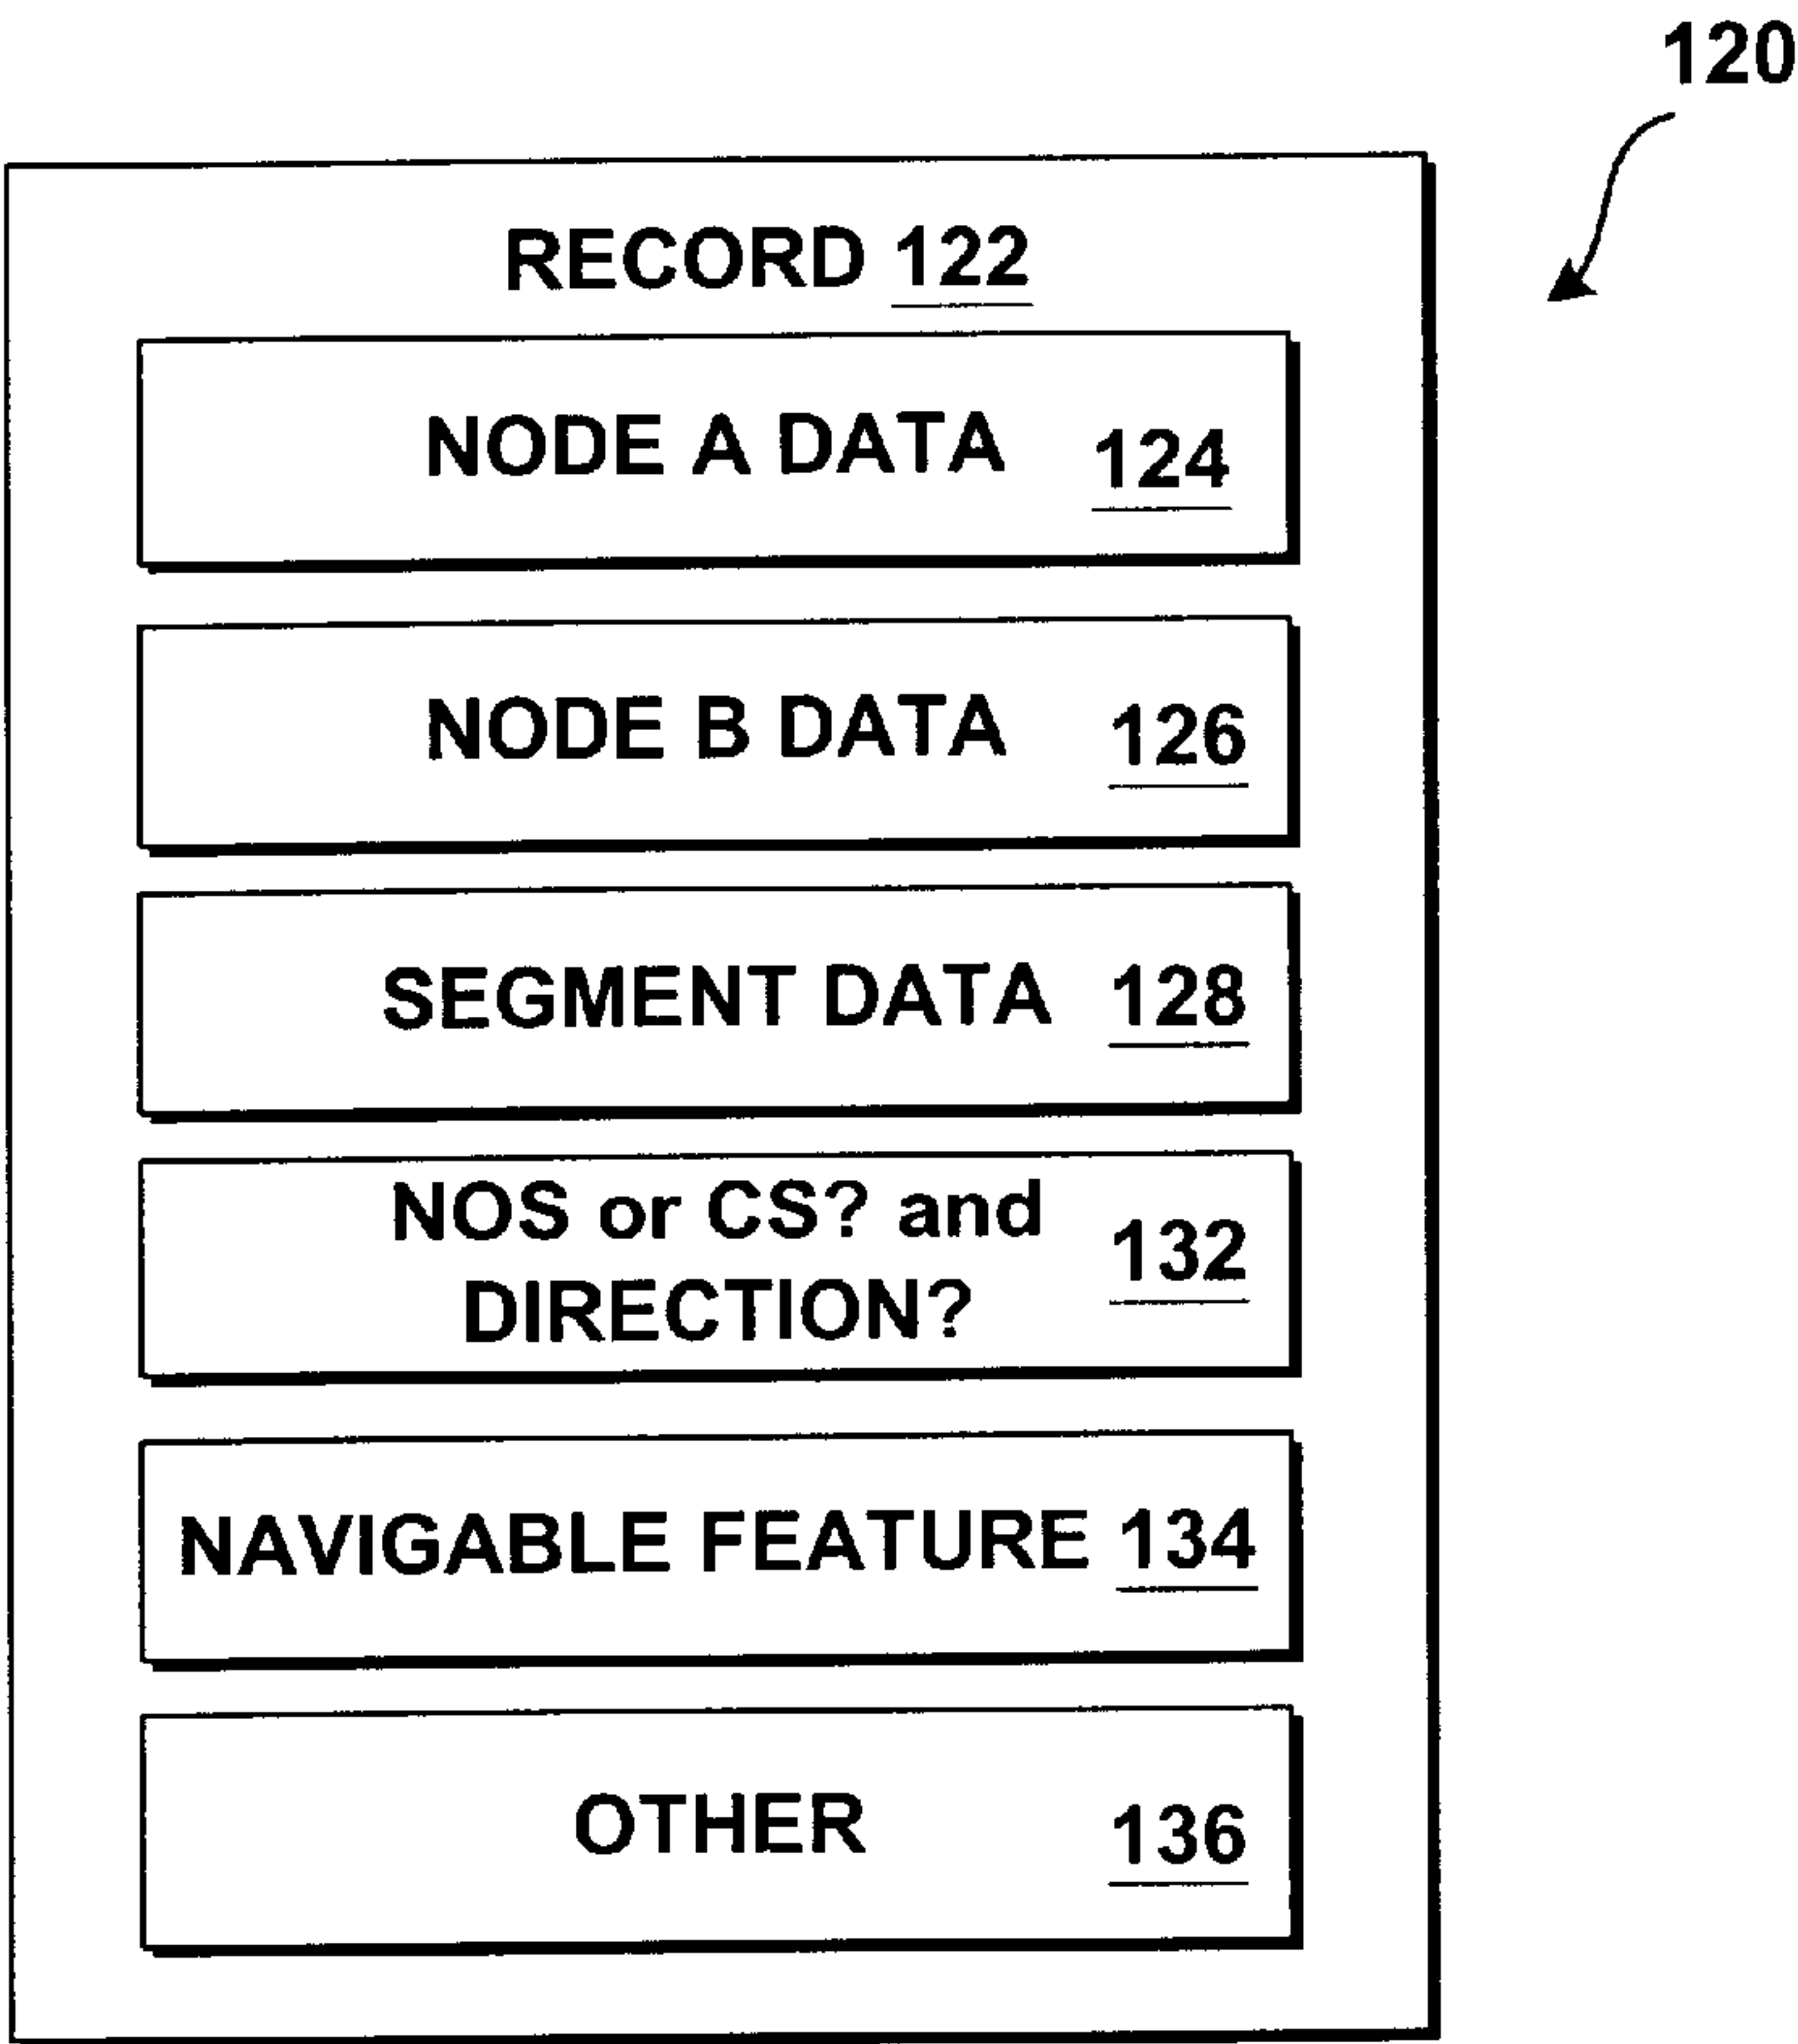 120
RECORD 122
NODE A DATA 124
NODE B DATA 126
SEGMENT DATA 128
NOS or CS? and
DIRECTION? 132
NAVIGABLE FEATURE 134
OTHER 136